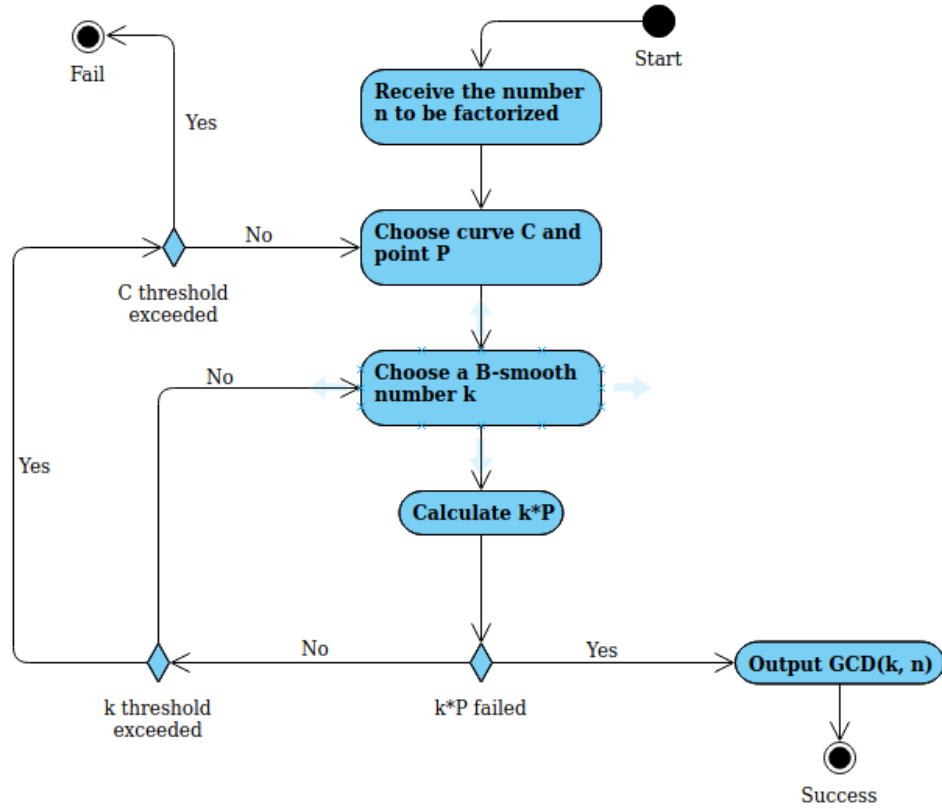 Start
Fail
Receive the number
n to be factorized
Yes
Choose curve C and
point P
No
C threshold
exceeded
Choose a B-smooth
number k
No
Yes
Calculate k*P
No
Yes
Output GCD(k, n)
k threshold
exceeded
k*P failed
Success